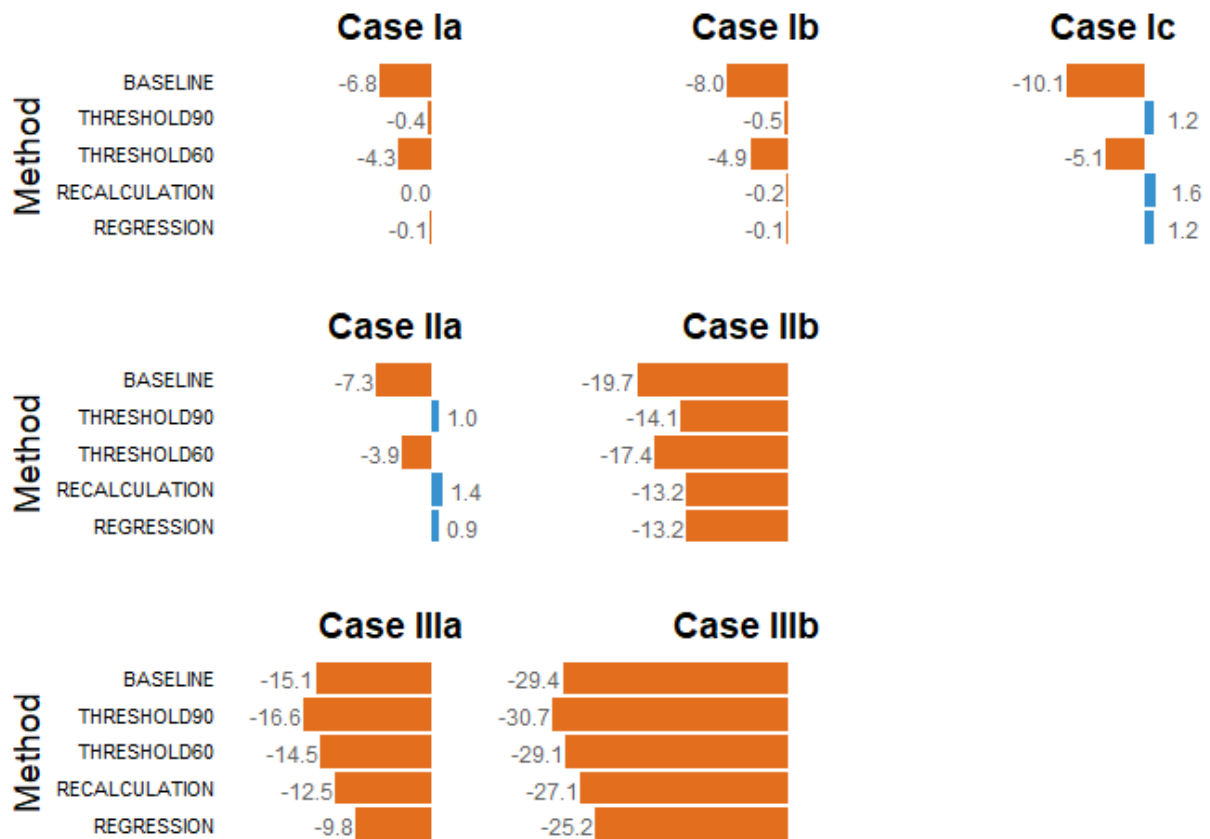 Case Ia Case Ib Case Ic
Method
BASELINE -6.8 -8.0 -10.1
THRESHOLD90 -0.4 -0.5 1.2
THRESHOLD60 -4.3 -4.9 -5.1
RECALCULATION 0.0 -0.2 1.6
REGRESSION -0.1 -0.1 1.2
Case IIa Case IIb
Method
BASELINE -7.3 -19.7
THRESHOLD90 1.0 -14.1
THRESHOLD60 -3.9 -17.4
RECALCULATION 1.4 -13.2
REGRESSION 0.9 -13.2
Case IIIa Case IIIb
Method
BASELINE -15.1 -29.4
THRESHOLD90 -16.6 -30.7
THRESHOLD60 -14.5 -29.1
RECALCULATION -12.5 -27.1
REGRESSION -9.8 -25.2